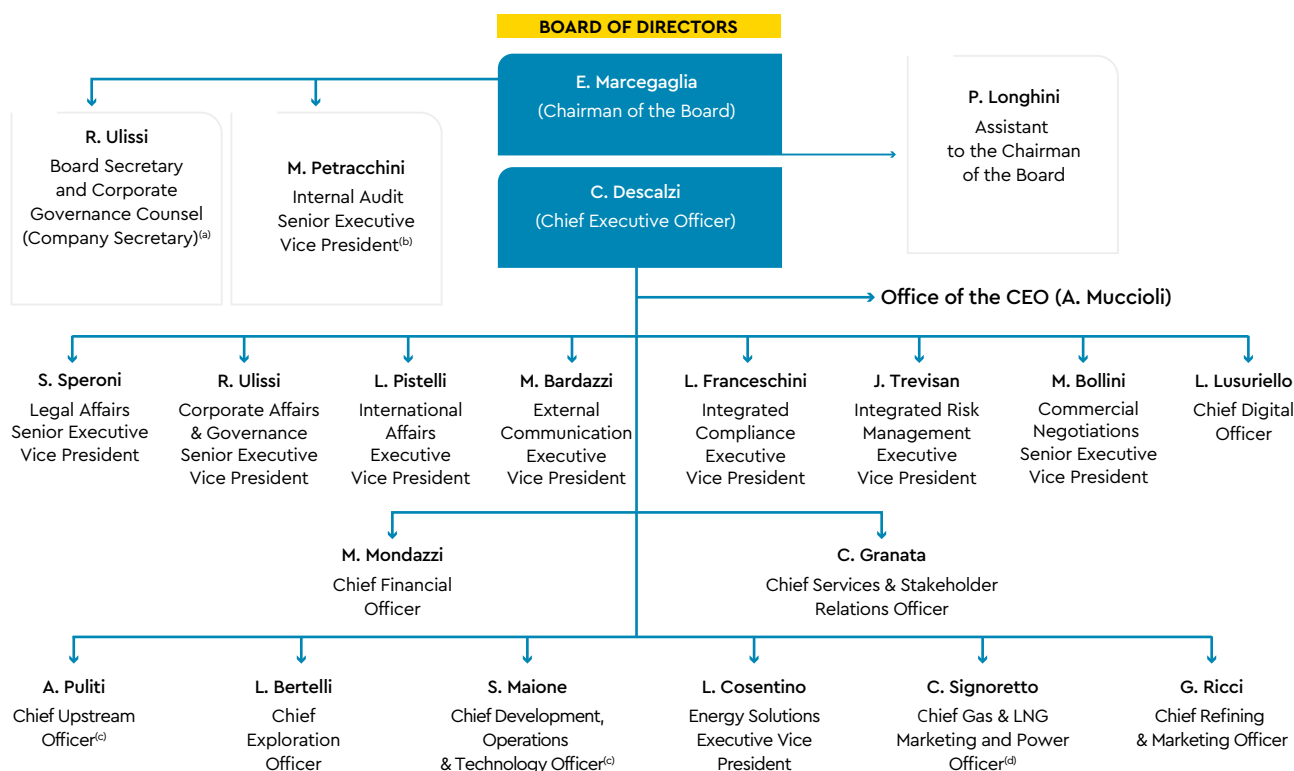 BOARD OF DIRECTORS
E. Marcegaglia
(Chairman of the Board)
R. Ulissi
Board Secretary
and Corporate
Governance Counsel
(Company Secretary)(a)
M. Petracchini
Internal Audit
Senior Executive
Vice President(b)
P. Longhini
Assistant
to the Chairman
of the Board
C. Descalzi
(Chief Executive Officer)
Office of the CEO (A. Muccioli)
S. Speroni
Legal Affairs
Senior Executive
Vice President
R. Ulissi
Corporate Affairs
& Governance
Senior Executive
Vice President
L. Pistelli
International
Affairs
Executive
Vice President
M. Bardazzi
External
Communication
Executive
Vice President
L. Franceschini
Integrated
Compliance
Executive
Vice President
J. Trevisan
Integrated Risk
Management
Executive
Vice President
M. Bollini
Commercial
Negotiations
Senior Executive
Vice President
L. Lusuriello
Chief Digital
Officer
M. Mondazzi
Chief Financial
Officer
C. Granata
Chief Services & Stakeholder
Relations Officer
A. Puliti
Chief Upstream
Officer(c)
L. Bertelli
Chief
Exploration
Officer
S. Maione
Chief Development,
Operations
& Technology Officer(c)
L. Cosentino
Energy Solutions
Executive Vice
President
C. Signoretto
Chief Gas & LNG
Marketing and Power
Officer(d)
G. Ricci
Chief Refining
& Marketing Officer